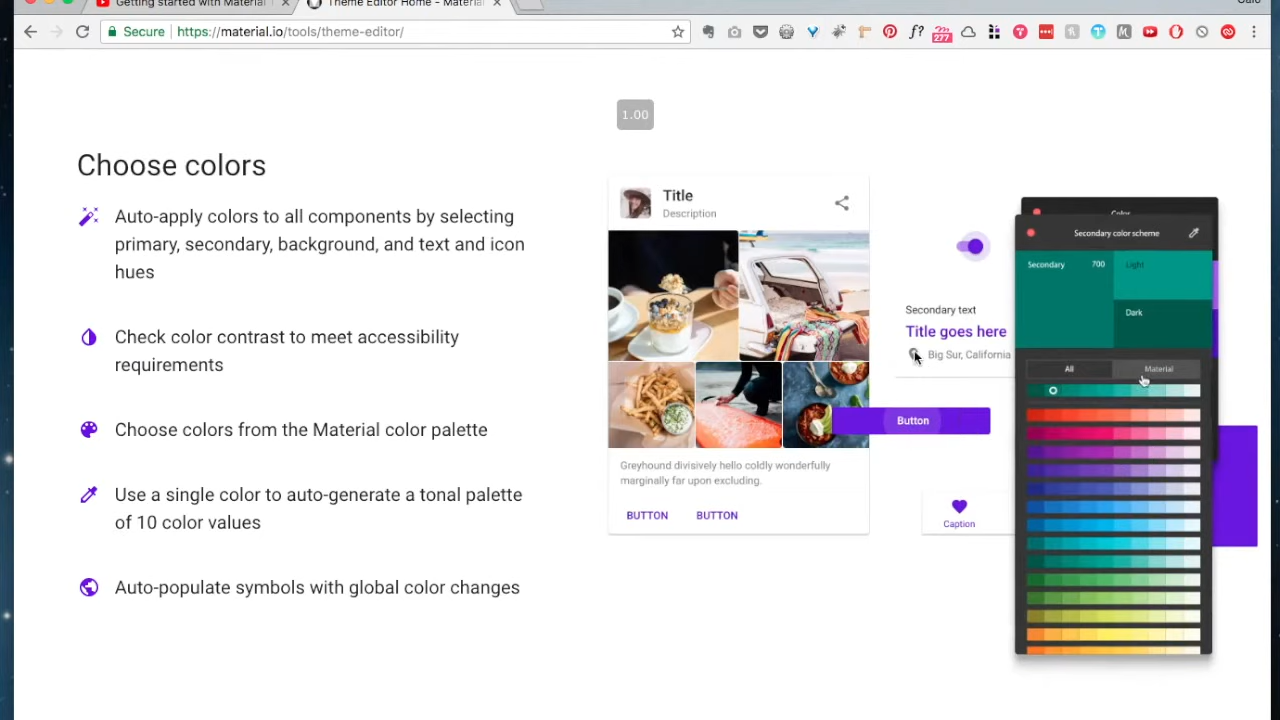 Getting started with Material
Theme Editor Home - Material
Secure https://material.io/tools/theme-editor/
277
1.00
Choose colors
Auto-apply colors to all components by selecting
primary, secondary, background, and text and icon
hues
Check color contrast to meet accessibility
requirements
Choose colors from the Material color palette
Use a single color to auto-generate a tonal palette
of 10 color values
Auto-populate symbols with global color changes
Title
Description
Greyhound divisively hello coldly wonderfully
marginally far upon excluding.
BUTTON BUTTON
Secondary text
Title goes here
Big Sur, California
Button
Caption
Color
Secondary color scheme
Secondary 700 Light
Dark
All Material